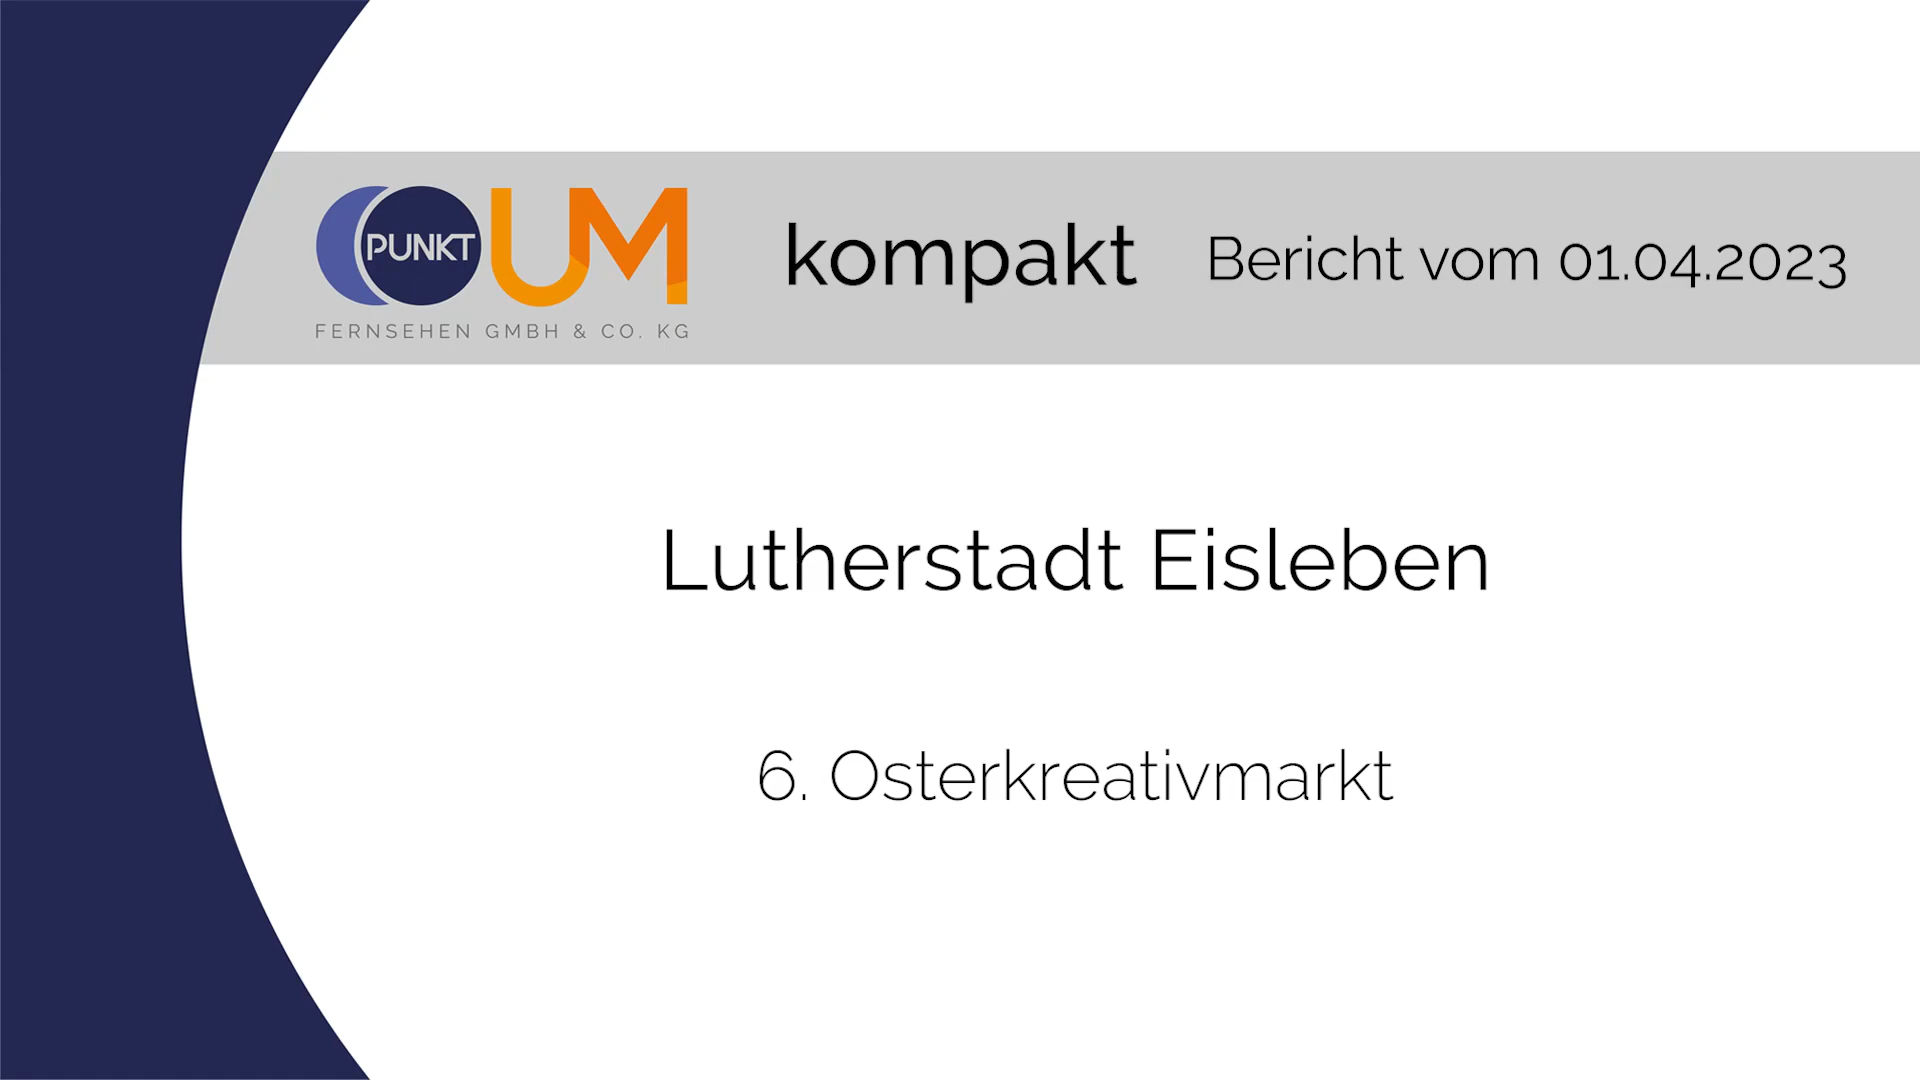 PUNKT UM
FERNSEHEN GMBH & CO. KG
kompakt
Bericht vom 01.04.2023
Lutherstadt Eisleben
6. Osterkreativmarkt